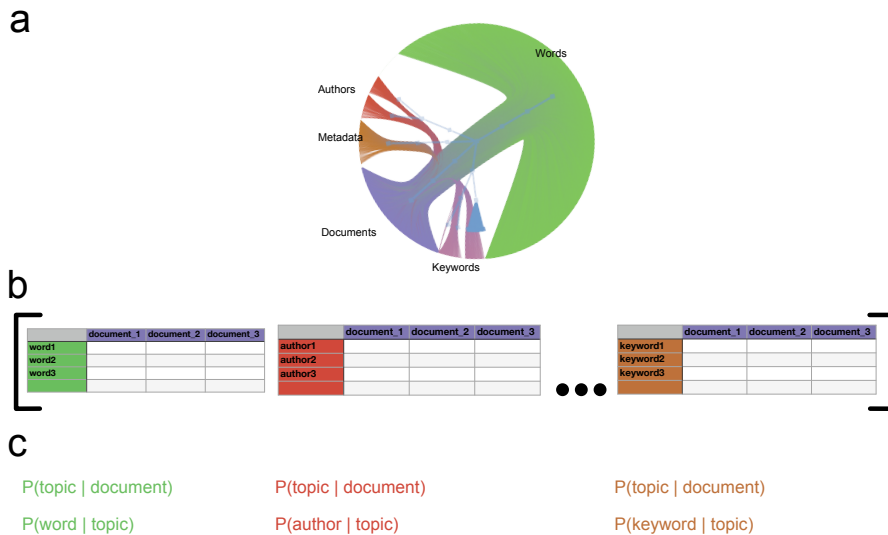 a
Words
Authors
Metadata
Documents
Keywords
b
document_1 document_2 document_3
word1
word2
word3
document_1 document_2 document_3
author1
author2
author3
document_1 document_2 document_3
keyword1
keyword2
keyword3
c
P(topic | document) P(topic | document) P(topic | document)
P(word | topic) P(author | topic) P(keyword | topic)